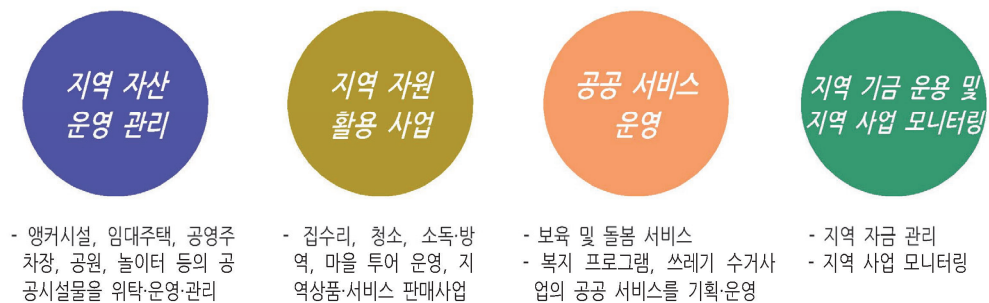 지역 자산
운영 관리
지역 자원
활용 사업
공공 서비스
운영
지역 기금 운용 및
지역 사업 모니터링
- 앵커시설, 임대주택, 공영주
차장, 공원, 놀이터 등의 공
공시설물을 위탁·운영·관리
- 집수리, 청소, 소독·방
역, 마을 투어 운영, 지
역상품·서비스 판매사업
- 보육 및 돌봄 서비스
- 복지 프로그램, 쓰레기 수거사
업의 공공 서비스를 기획·운영
- 지역 자금 관리
- 지역 사업 모니터링